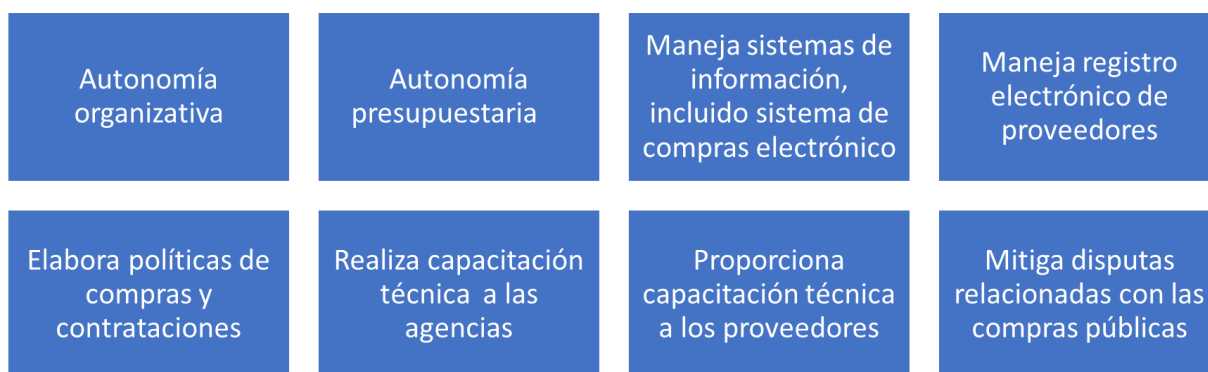 Autonomía
organizativa
Autonomía
presupuestaria
Maneja sistemas de
información,
incluido sistema de
compras electrónico
Maneja registro
electrónico de
proveedores
Elabora políticas de
compras y
contrataciones
Realiza capacitación
técnica a las
agencias
Proporciona
capacitación técnica
a los proveedores
Mitiga disputas
relacionadas con las
compras públicas